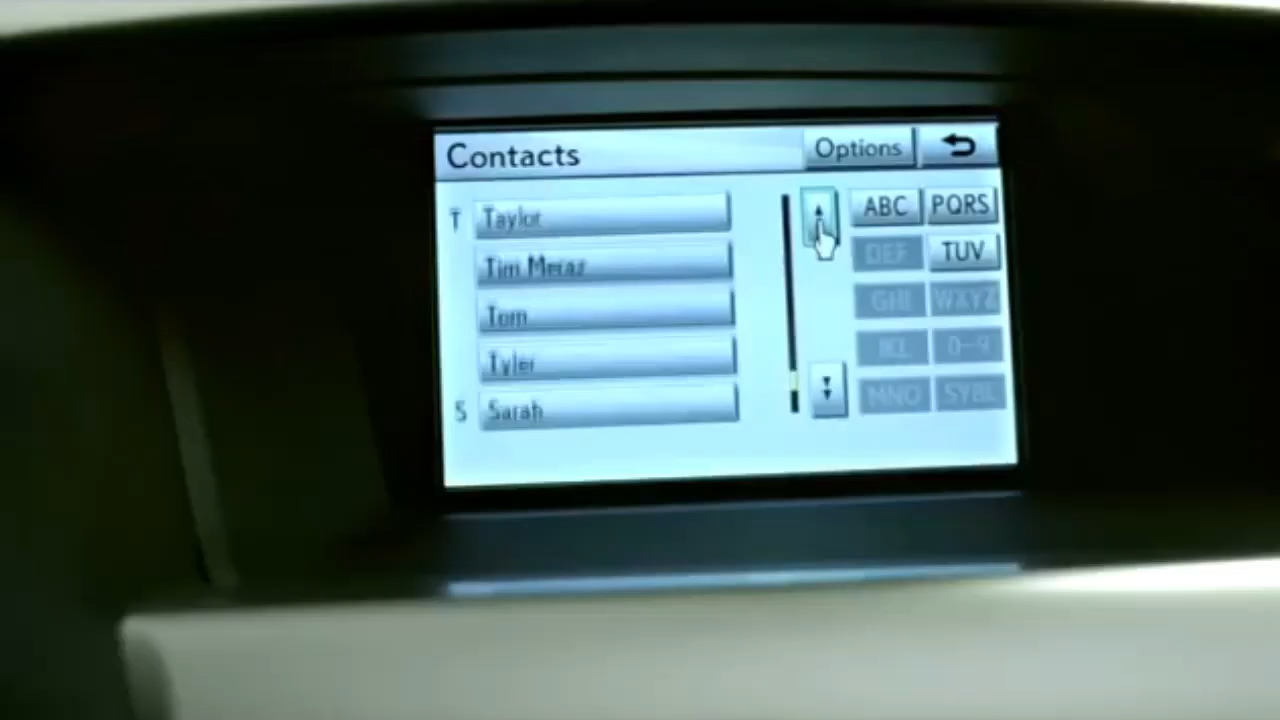 Contacts Options
T Taylor
Tim Meraz
Tom
Tyler
S Sarah
ABC PQRS
DEF TUV
GHI WXYZ
JKL 0-9
MNO SYBL